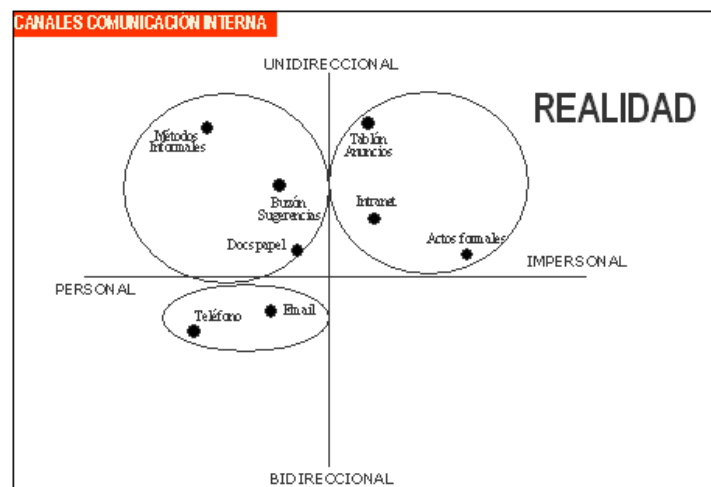 CANALES COMUNICACIÓN INTERNA
UNIDIRECCIONAL
REALIDAD
Métodos
Informales
Tablón
Anuncios
Buzón
Sugerencias
Intranet
Docs papel
Actos formales
IMPERSONAL
PERSONAL
Teléfono
Email
BIDIRECCIONAL